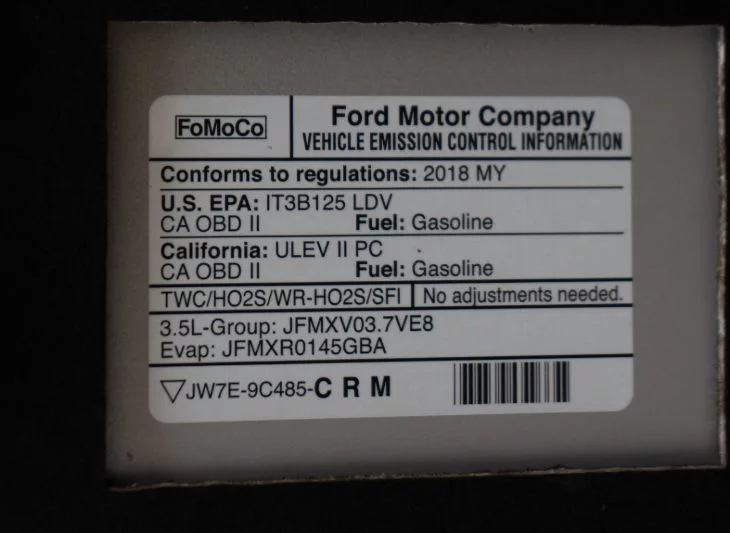 FoMoCo
Ford Motor Company
VEHICLE EMISSION CONTROL INFORMATION
Conforms to regulations: 2018 MY
U.S. EPA: IT3B125 LDV
CA OBD II Fuel: Gasoline
California: ULEV II PC
CA OBD II Fuel: Gasoline
TWC/HO2S/WR-HO2S/SFI No adjustments needed.
3.5L-Group: JFMXV03.7VE8
Evap: JFMXR0145GBA
JW7E-9C485-C R M